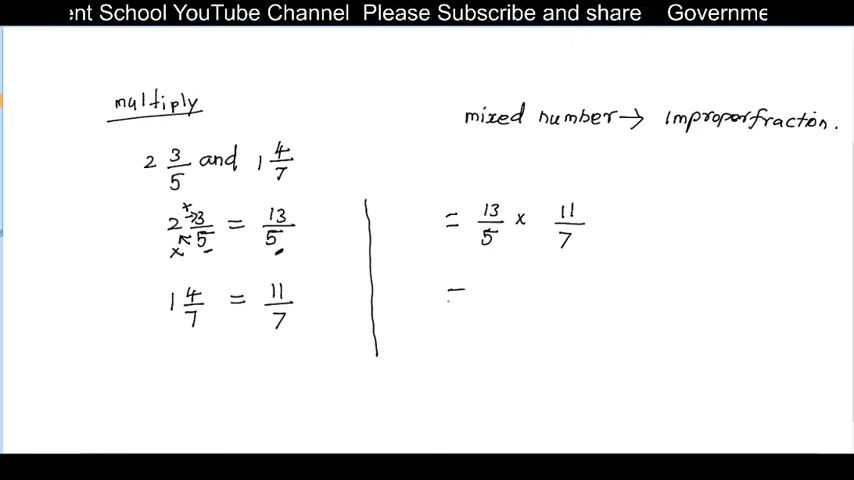 ent School YouTube Channel  Please Subscribe and share    Governme
multiply
mixed number → improporfraction.
2 3/5 and 1 4/7
2 3/5 = 13/5
= 13/5 × 11/7
1 4/7 = 11/7
=